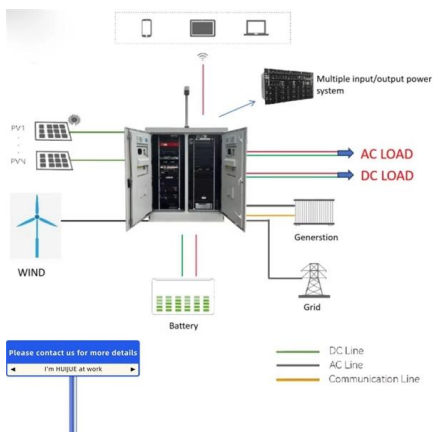 Multiple input/output power
system
PV1
PVN
AC LOAD
DC LOAD
WIND
Generstion
Grid
Battery
Please contact us for more details
I'm HUIJUE at work
DC Line
AC Line
Communication Line